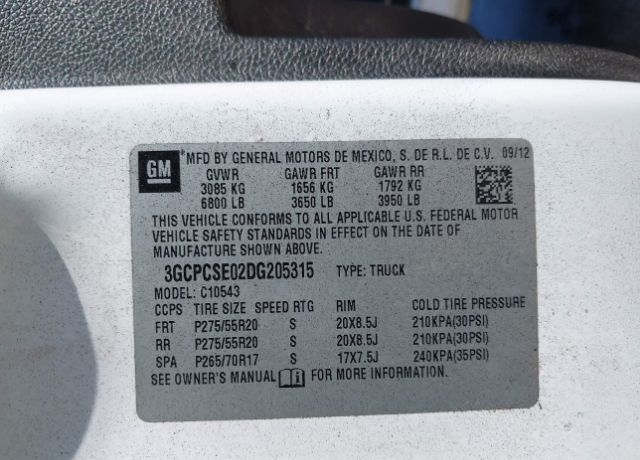 GM *MFD BY GENERAL MOTORS DE MEXICO, S. DE R.L. DE C.V. 09/12
GVWR GAWR FRT GAWR RR
3085 KG 1656 KG 1792 KG
6800 LB 3650 LB 3950 LB
THIS VEHICLE CONFORMS TO ALL APPLICABLE U.S. FEDERAL MOTOR
VEHICLE SAFETY STANDARDS IN EFFECT ON THE DATE OF
MANUFACTURE SHOWN ABOVE.
3GCPCSE02DG205315 TYPE: TRUCK
MODEL: C10543
CCPS TIRE SIZE SPEED RTG RIM COLD TIRE PRESSURE
FRT P275/55R20 S 20X8.5J 210KPA(30PSI)
RR P275/55R20 S 20X8.5J 210KPA(30PSI)
SPA P265/70R17 S 17X7.5J 240KPA(35PSI)
SEE OWNER'S MANUAL FOR MORE INFORMATION.